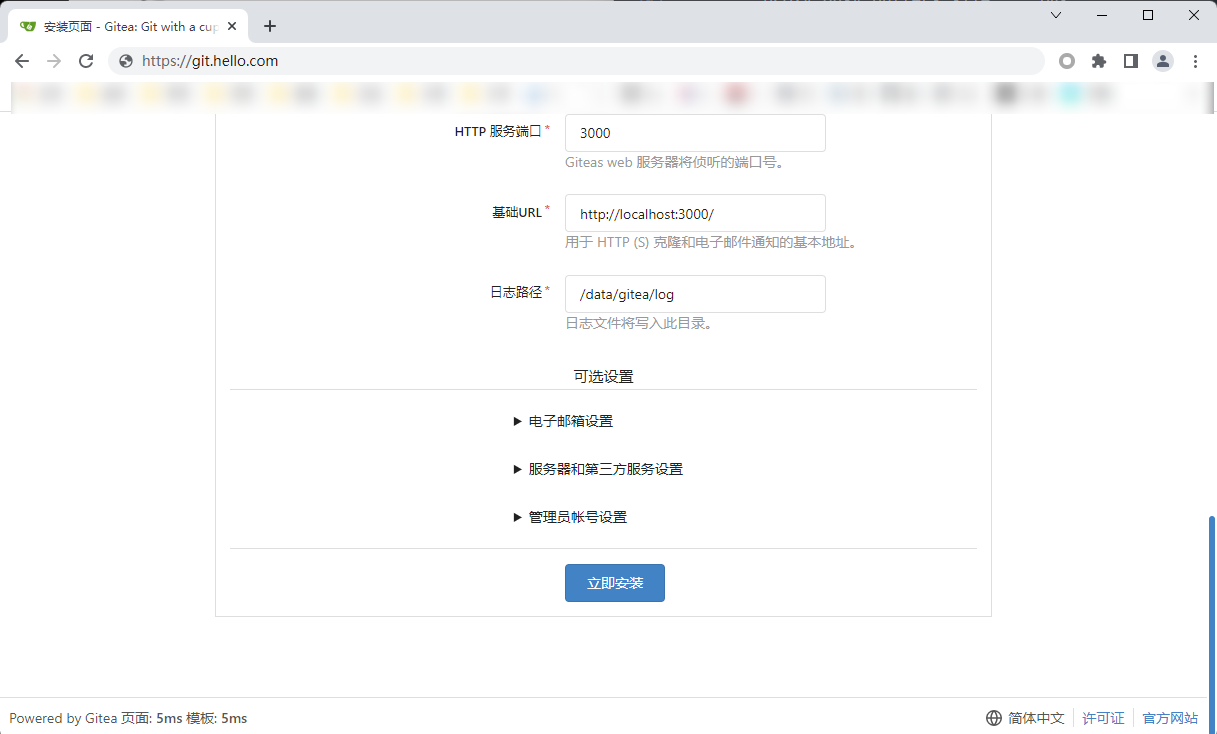 安装页面 - Gitea: Git with a cup
https://git.hello.com
HTTP 服务端口*
3000
Giteas web 服务器将侦听的端口号。
基础URL*
http://localhost:3000/
用于 HTTP (S) 克隆和电子邮件通知的基本地址。
日志路径*
/data/gitea/log
日志文件将写入此目录。
可选设置
▶ 电子邮箱设置
▶ 服务器和第三方服务设置
▶ 管理员帐号设置
立即安装
Powered by Gitea 页面: 5ms 模板: 5ms
简体中文 许可证 官方网站